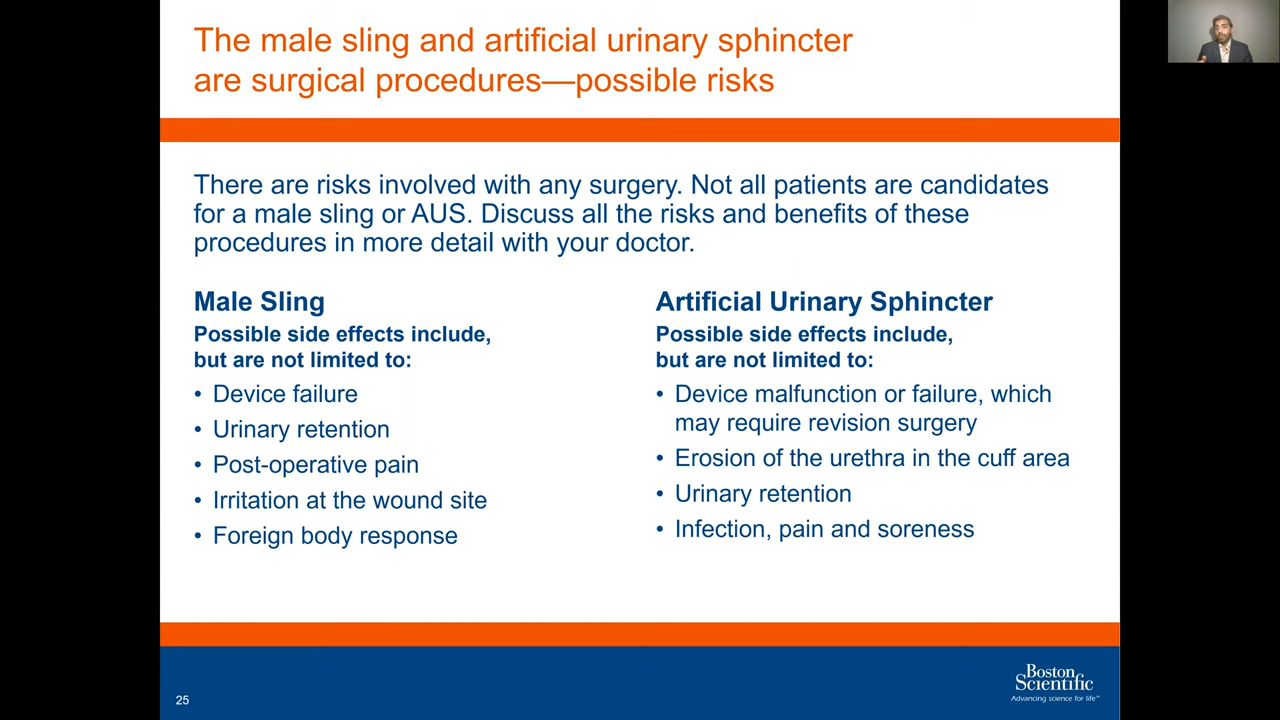 The male sling and artificial urinary sphincter
are surgical procedures—possible risks
There are risks involved with any surgery. Not all patients are candidates
for a male sling or AUS. Discuss all the risks and benefits of these
procedures in more detail with your doctor.
Male Sling
Possible side effects include,
but are not limited to:
• Device failure
• Urinary retention
• Post-operative pain
• Irritation at the wound site
• Foreign body response
Artificial Urinary Sphincter
Possible side effects include,
but are not limited to:
• Device malfunction or failure, which
may require revision surgery
• Erosion of the urethra in the cuff area
• Urinary retention
• Infection, pain and soreness
25
Boston
Scientific
Advancing science for life™